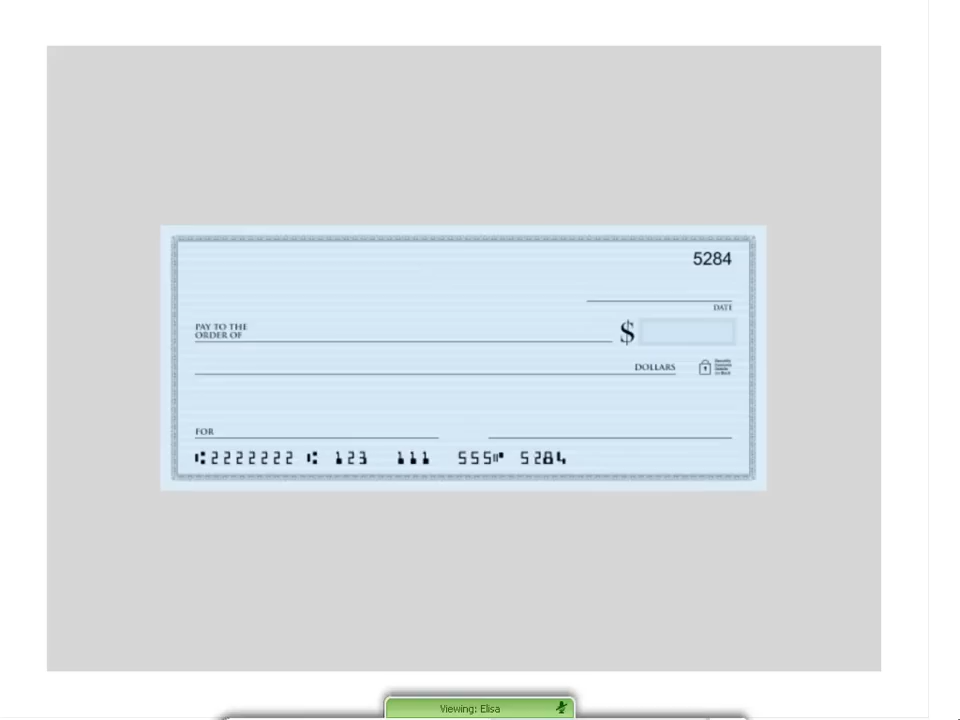 5284
DATE
PAY TO THE
ORDER OF
$
DOLLARS
FOR
⑆2222222⑆ 123 111 555⑈ 5284
Viewing: Elisa